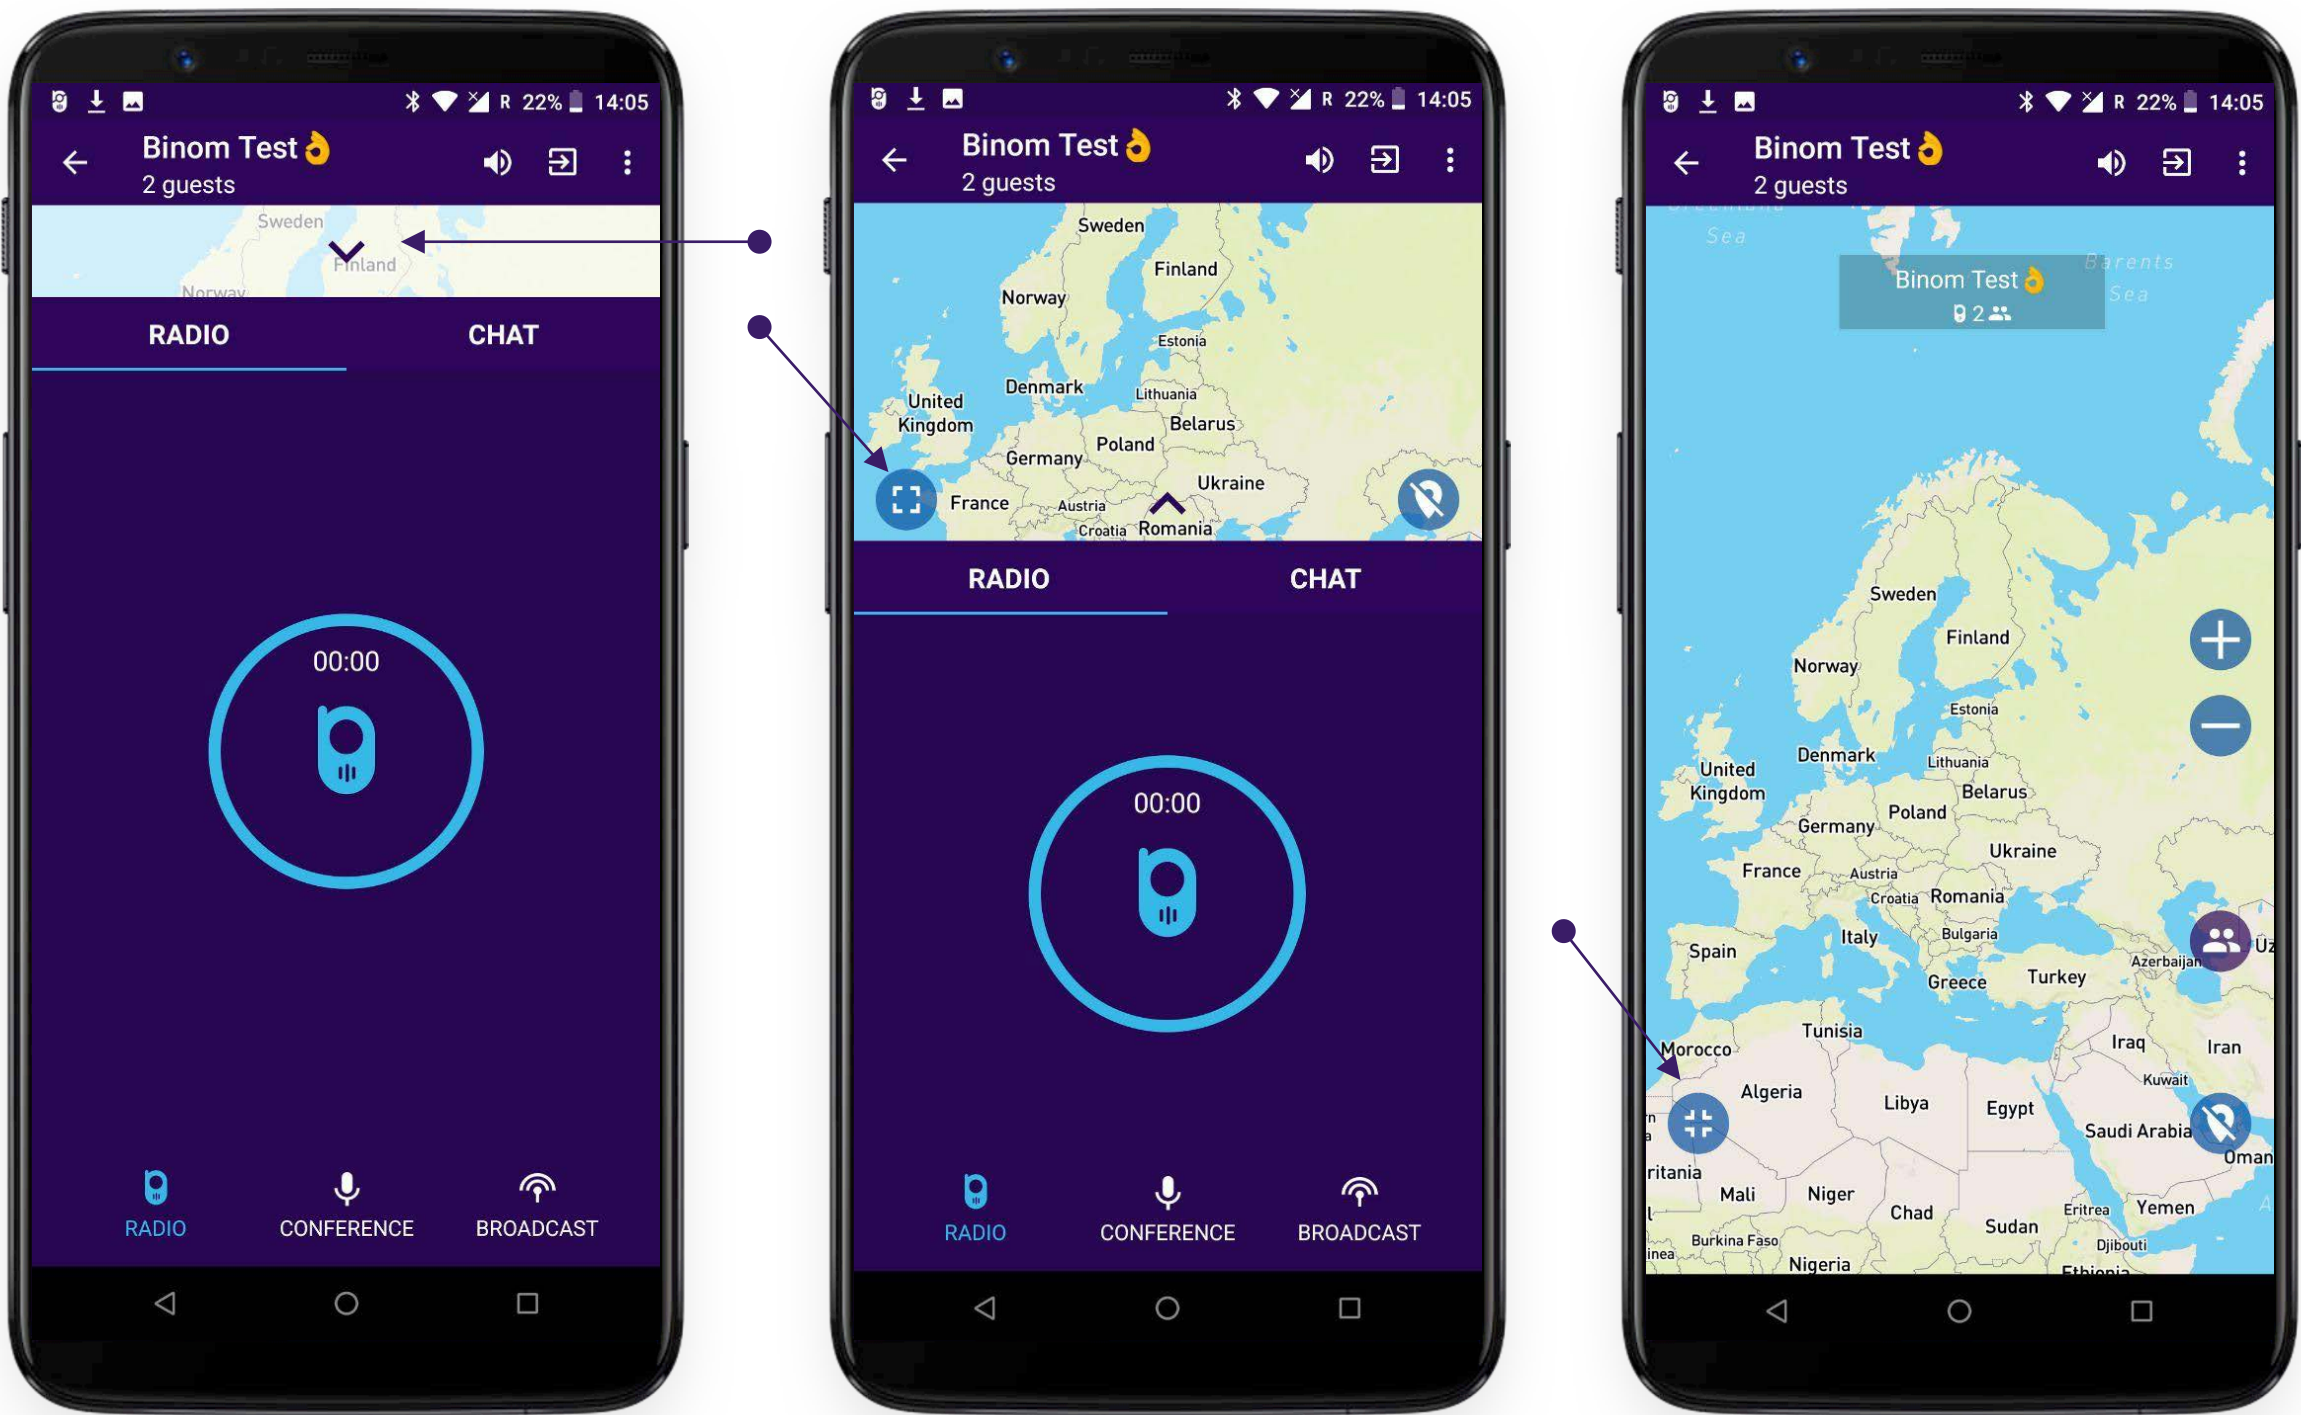 R 22% 14:05
Binom Test👌
2 guests
Sweden
Finland
Norway
RADIO CHAT
00:00
RADIO CONFERENCE BROADCAST
R 22% 14:05
Binom Test👌
2 guests
Sweden
Finland
Norway
Estonia
Denmark
Lithuania
United
Kingdom
Belarus
Poland
Germany
Ukraine
France
Austria
Croatia Romania
RADIO CHAT
00:00
RADIO CONFERENCE BROADCAST
R 22% 14:05
Binom Test👌
2 guests
Sea
Barents
Sea
Binom Test👌
2
Sweden
Finland
Norway
Estonia
Denmark
Lithuania
United
Kingdom
Belarus
Poland
Germany
Ukraine
France
Austria
Croatia Romania
Italy
Bulgaria
Spain
Azerbaijan
Uz
Greece
Turkey
Tunisia
Morocco
Iraq
Iran
Kuwait
Algeria
Libya
Egypt
Saudi Arabia
Oman
ritania
Mali
Niger
Chad
Sudan
Eritrea
Yemen
Burkina Faso
Djibouti
inea
Nigeria
Ethiopia